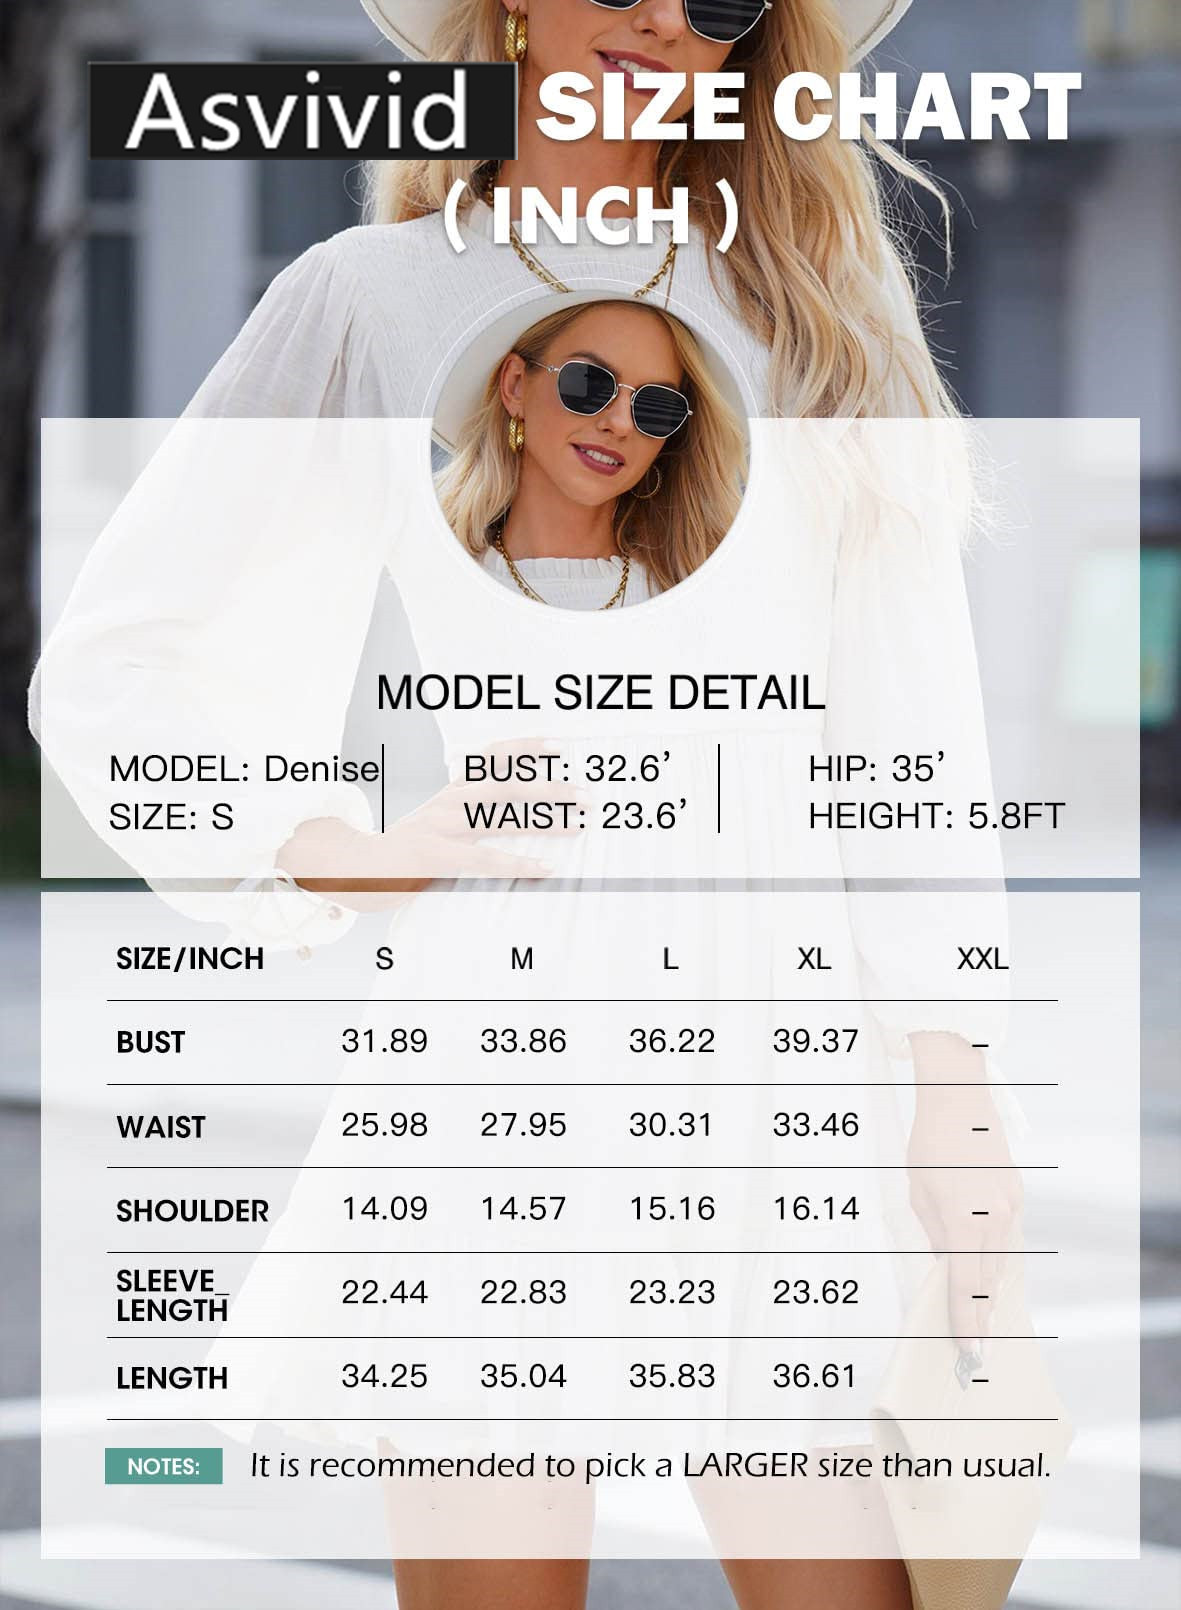 Asvivid SIZE CHART
( INCH )
MODEL SIZE DETAIL
MODEL: Denise BUST: 32.6’ HIP: 35’
SIZE: S WAIST: 23.6’ HEIGHT: 5.8FT
SIZE/INCH S M L XL XXL
BUST 31.89 33.86 36.22 39.37 –
WAIST 25.98 27.95 30.31 33.46 –
SHOULDER 14.09 14.57 15.16 16.14 –
SLEEVE_
LENGTH 22.44 22.83 23.23 23.62 –
LENGTH 34.25 35.04 35.83 36.61 –
NOTES: It is recommended to pick a LARGER size than usual.